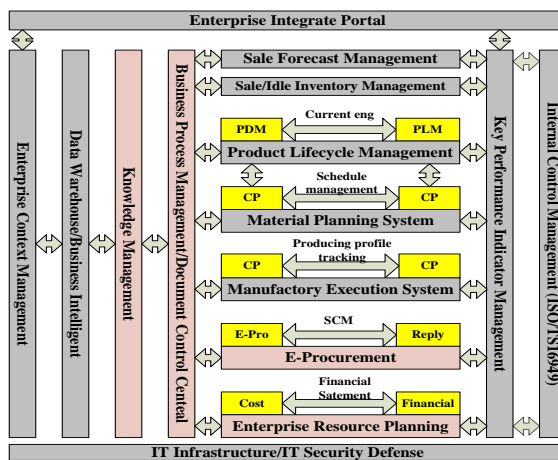 Enterprise Integrate Portal
Enterprise Context Management
Data Warehouse/Business Intelligent
Knowledge Management
Business Process Management/Document Control Centeal
Sale Forecast Management
Sale/Idle Inventory Management
Current eng
PDM
PLM
Product Lifecycle Management
Schedule
management
CP
CP
Material Planning System
Producing profile
tracking
CP
CP
Manufactory Execution System
SCM
E-Pro
Reply
E-Procurement
Financial
Satement
Cost
Financial
Enterprise Resource Planning
Key Performance Indicator Management
Internal Control Management (ISO/TS16949)
IT Infrastructure/IT Security Defense